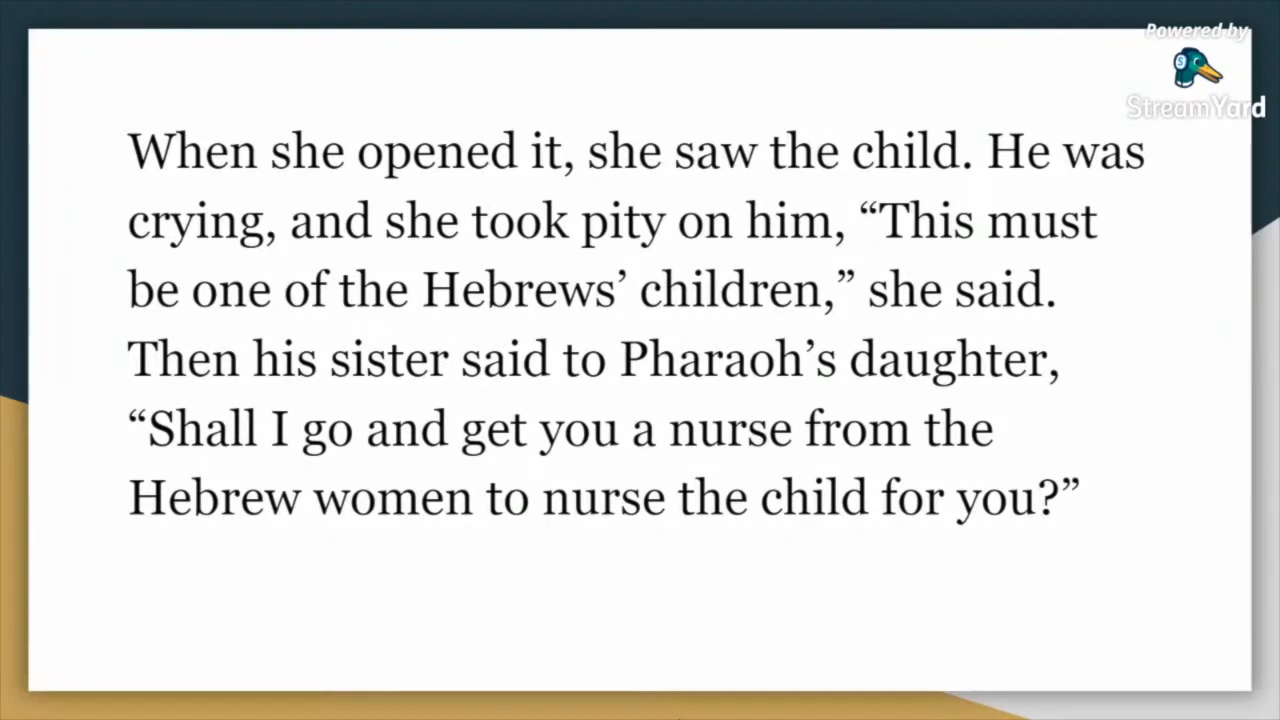 Powered by
StreamYard
When she opened it, she saw the child. He was
crying, and she took pity on him, “This must
be one of the Hebrews’ children,” she said.
Then his sister said to Pharaoh’s daughter,
“Shall I go and get you a nurse from the
Hebrew women to nurse the child for you?”